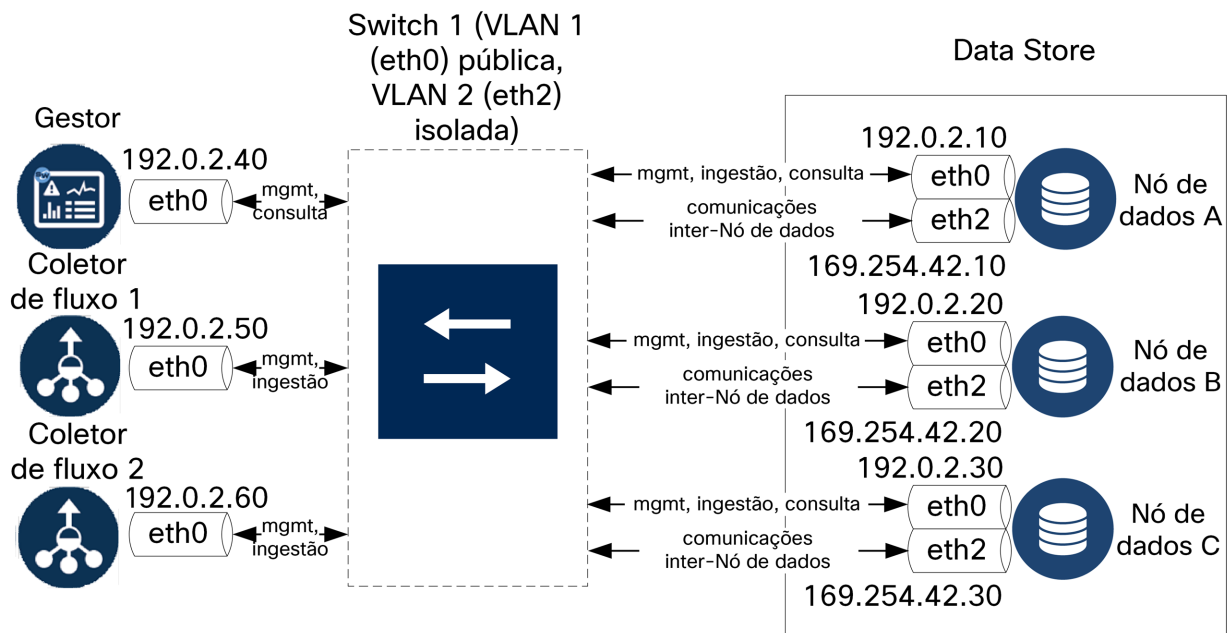 Switch 1 (VLAN 1
(eth0) pública,
VLAN 2 (eth2)
isolada)
Data Store
Gestor
192.0.2.40
eth0
mgmt,
consulta
Coletor
de fluxo 1
192.0.2.50
eth0
mgmt,
ingestão
Coletor
de fluxo 2
192.0.2.60
eth0
mgmt,
ingestão
192.0.2.10
mgmt, ingestão, consulta
eth0
comunicações
inter-Nó de dados
eth2
169.254.42.10
Nó de
dados A
192.0.2.20
mgmt, ingestão, consulta
eth0
comunicações
inter-Nó de dados
eth2
169.254.42.20
Nó de
dados B
192.0.2.30
mgmt, ingestão, consulta
eth0
comunicações
inter-Nó de dados
eth2
169.254.42.30
Nó de
dados C